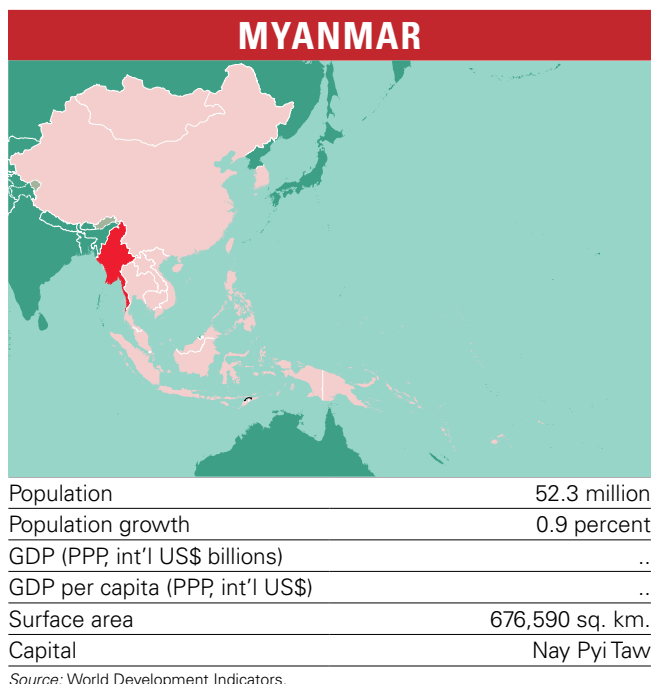 MYANMAR
Population 52.3 million
Population growth 0.9 percent
GDP (PPP, int'l US$ billions) ..
GDP per capita (PPP, int'l US$) ..
Surface area 676,590 sq. km.
Capital Nay Pyi Taw
Source: World Development Indicators.